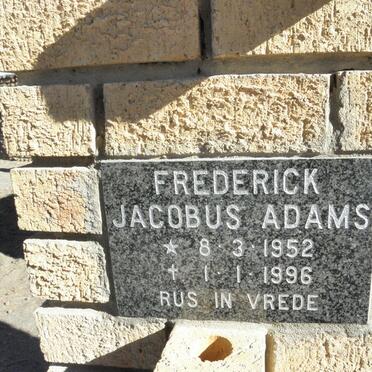 FREDERICK
JACOBUS ADAMS
☆ 8·3·1952
† 1·1·1996
RUS IN VREDE